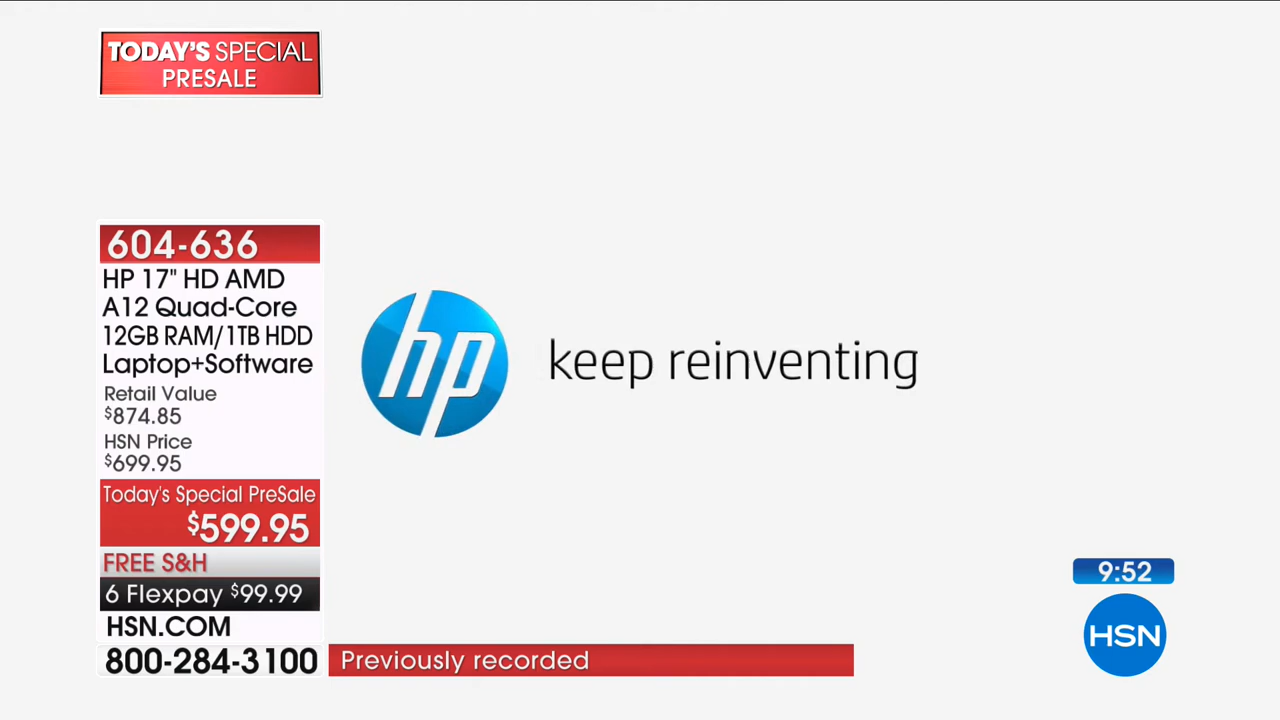 TODAY'S SPECIAL
PRESALE
604-636
HP 17" HD AMD
A12 Quad-Core
12GB RAM/1TB HDD
Laptop+Software
Retail Value
$874.85
HSN Price
$699.95
Today's Special PreSale
$599.95
FREE S&H
6 Flexpay $99.99
HSN.COM
800-284-3100
hp
keep reinventing
Previously recorded
9:52
HSN